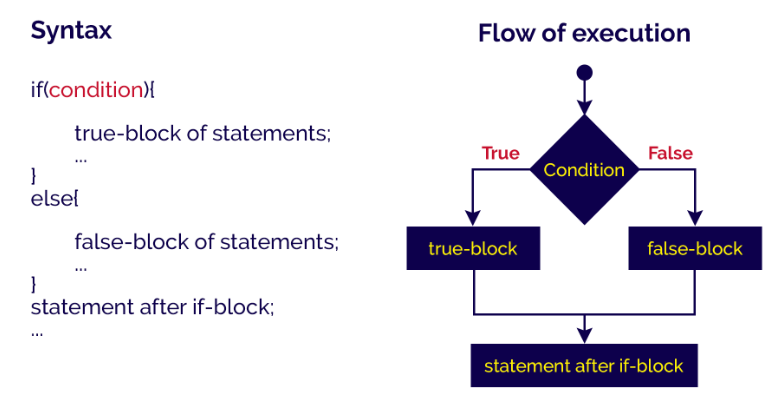 Syntax
if(condition){
true-block of statements;
...
}
else{
false-block of statements;
...
}
statement after if-block;
...
Flow of execution
True
False
Condition
true-block
false-block
statement after if-block